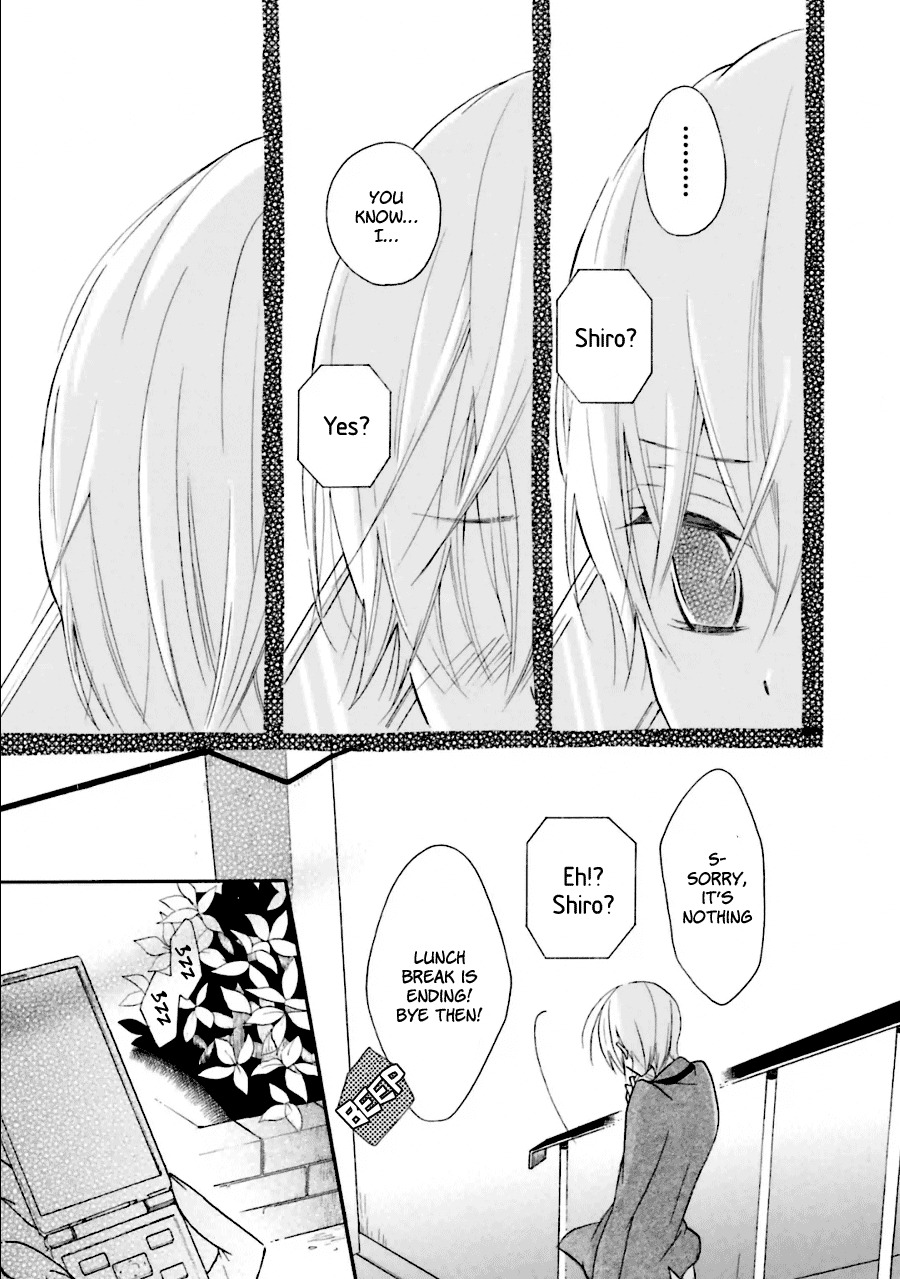 ………
Shiro?
YOU
KNOW...
I...
Yes?
S-
SORRY,
IT'S
NOTHING
Eh!?
Shiro?
LUNCH
BREAK IS
ENDING!
BYE THEN!
BEEP
ZZZ
ZZZ